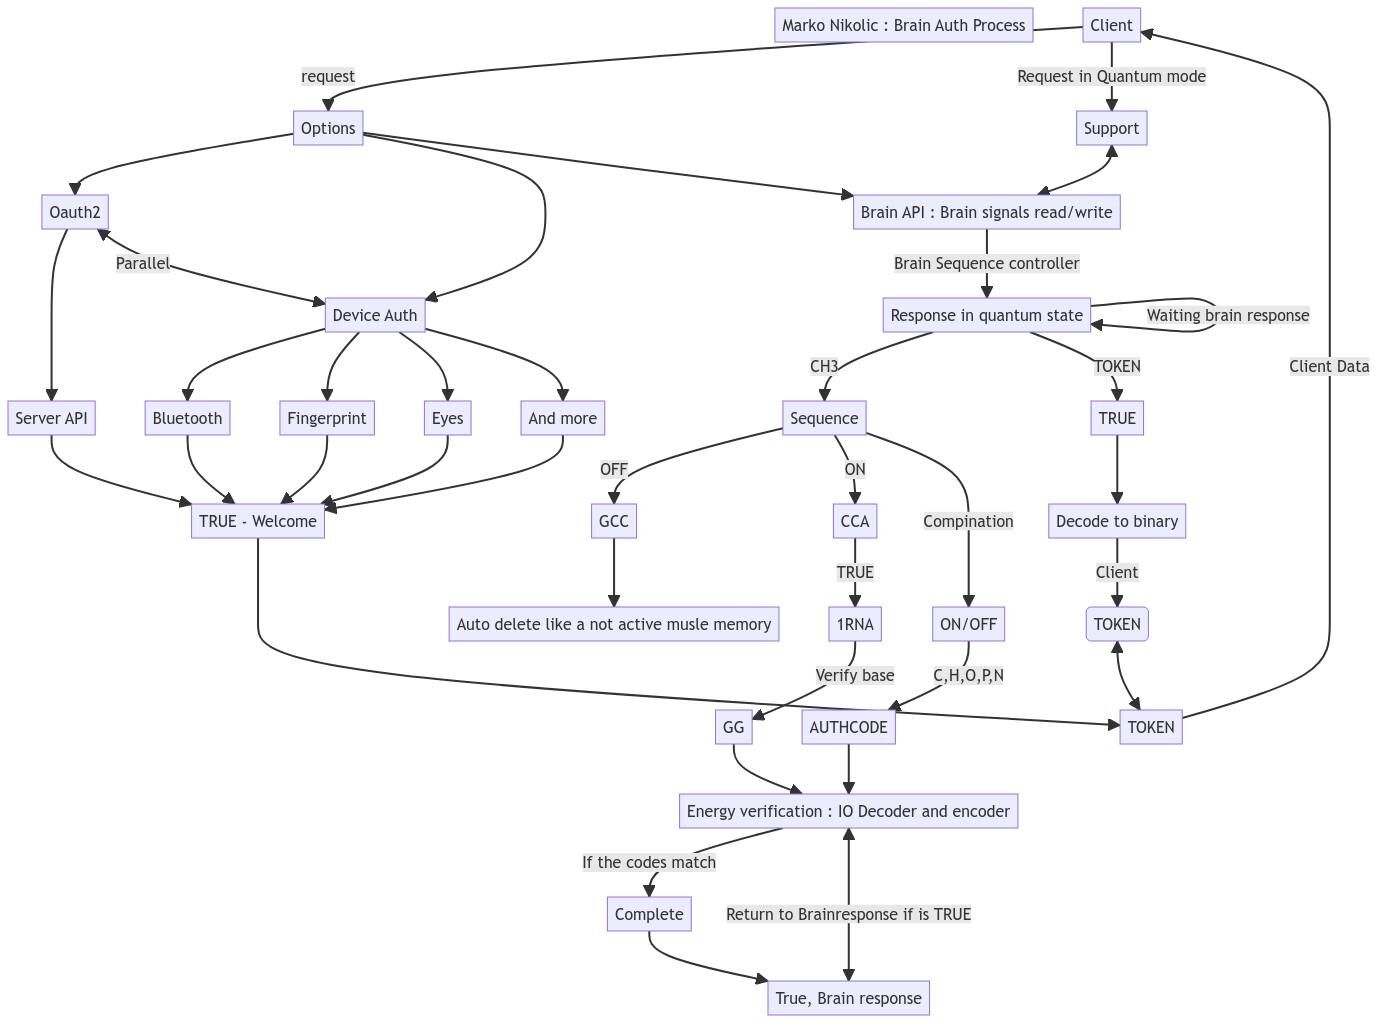 Marko Nikolic : Brain Auth Process
Client
request
Request in Quantum mode
Options
Support
Oauth2
Brain API : Brain signals read/write
Parallel
Brain Sequence controller
Device Auth
Response in quantum state
Waiting brain response
CH3
TOKEN
Client Data
Server API
Bluetooth
Fingerprint
Eyes
And more
Sequence
TRUE
OFF
ON
TRUE - Welcome
GCC
CCA
Compination
Decode to binary
TRUE
Client
Auto delete like a not active musle memory
1RNA
ON/OFF
TOKEN
Verify base
C,H,O,P,N
GG
AUTHCODE
TOKEN
Energy verification : IO Decoder and encoder
If the codes match
Complete
Return to Brainresponse if is TRUE
True, Brain response